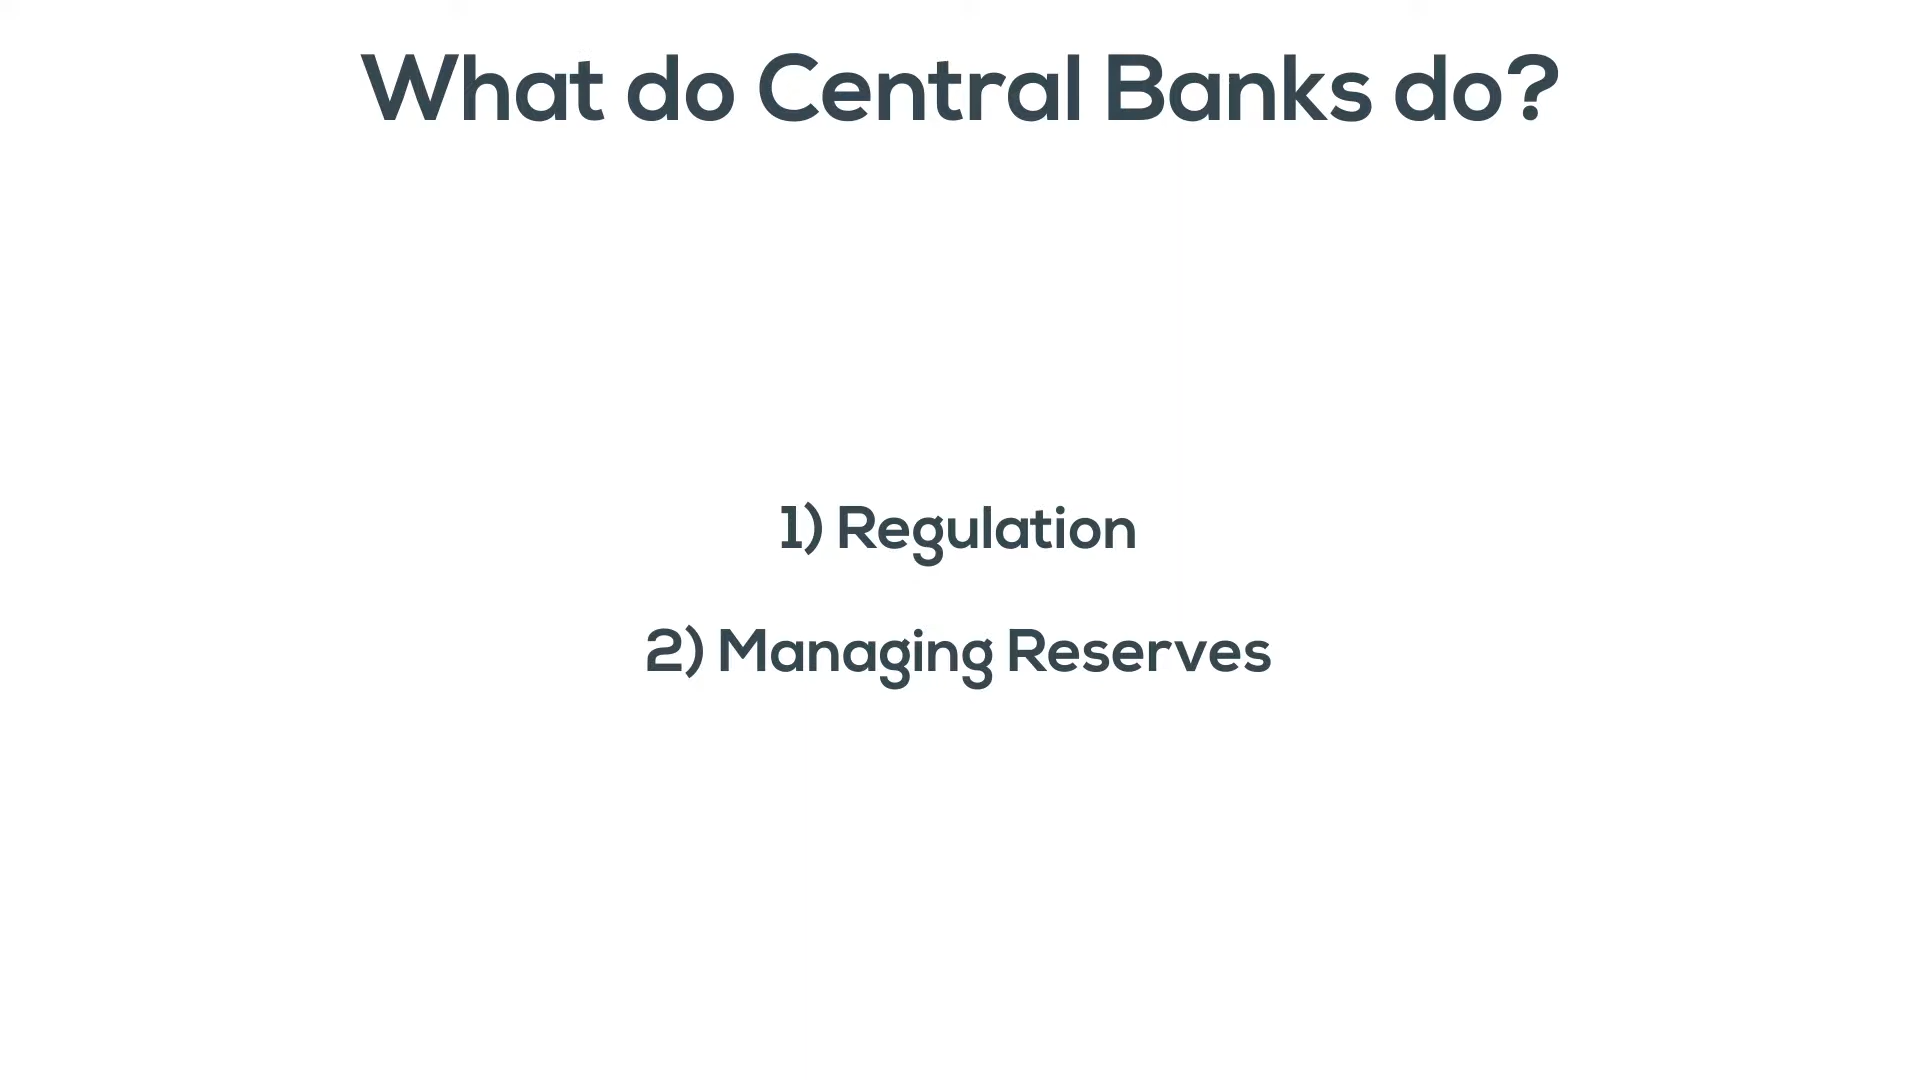 What do Central Banks do?
1) Regulation
2) Managing Reserves